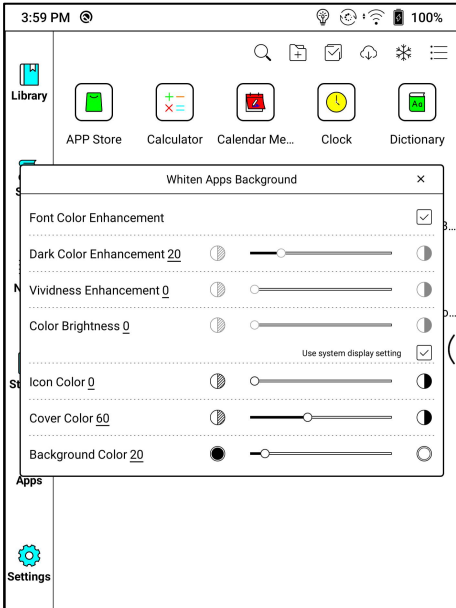 3:59 PM
100%
Library
APP Store
Calculator
Calendar Me...
Clock
Dictionary
Aa
Whiten Apps Background
Font Color Enhancement
Dark Color Enhancement 20
Vividness Enhancement 0
Color Brightness 0
Use system display setting
Icon Color 0
Cover Color 60
Background Color 20
Apps
Settings